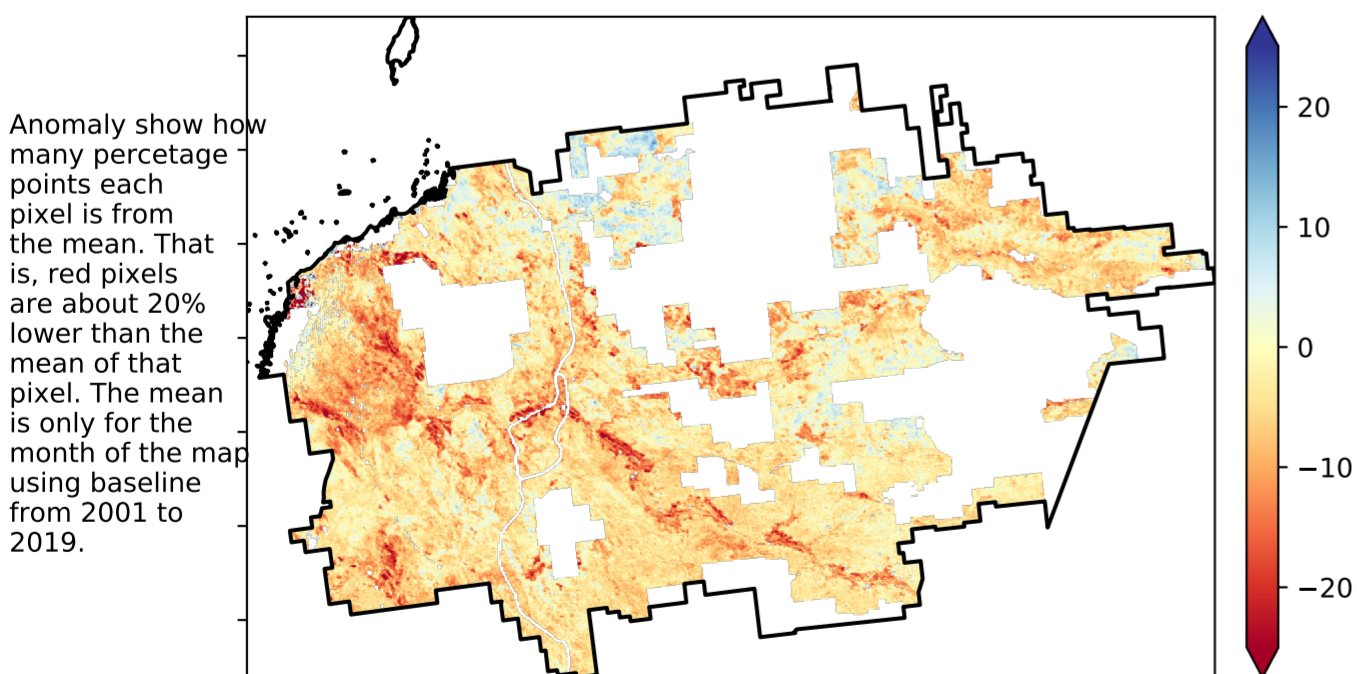 Anomaly show how
many percetage
points each
pixel is from
the mean. That
is, red pixels
are about 20%
lower than the
mean of that
pixel. The mean
is only for the
month of the map
using baseline
from 2001 to
2019.
20
10
0
−10
−20